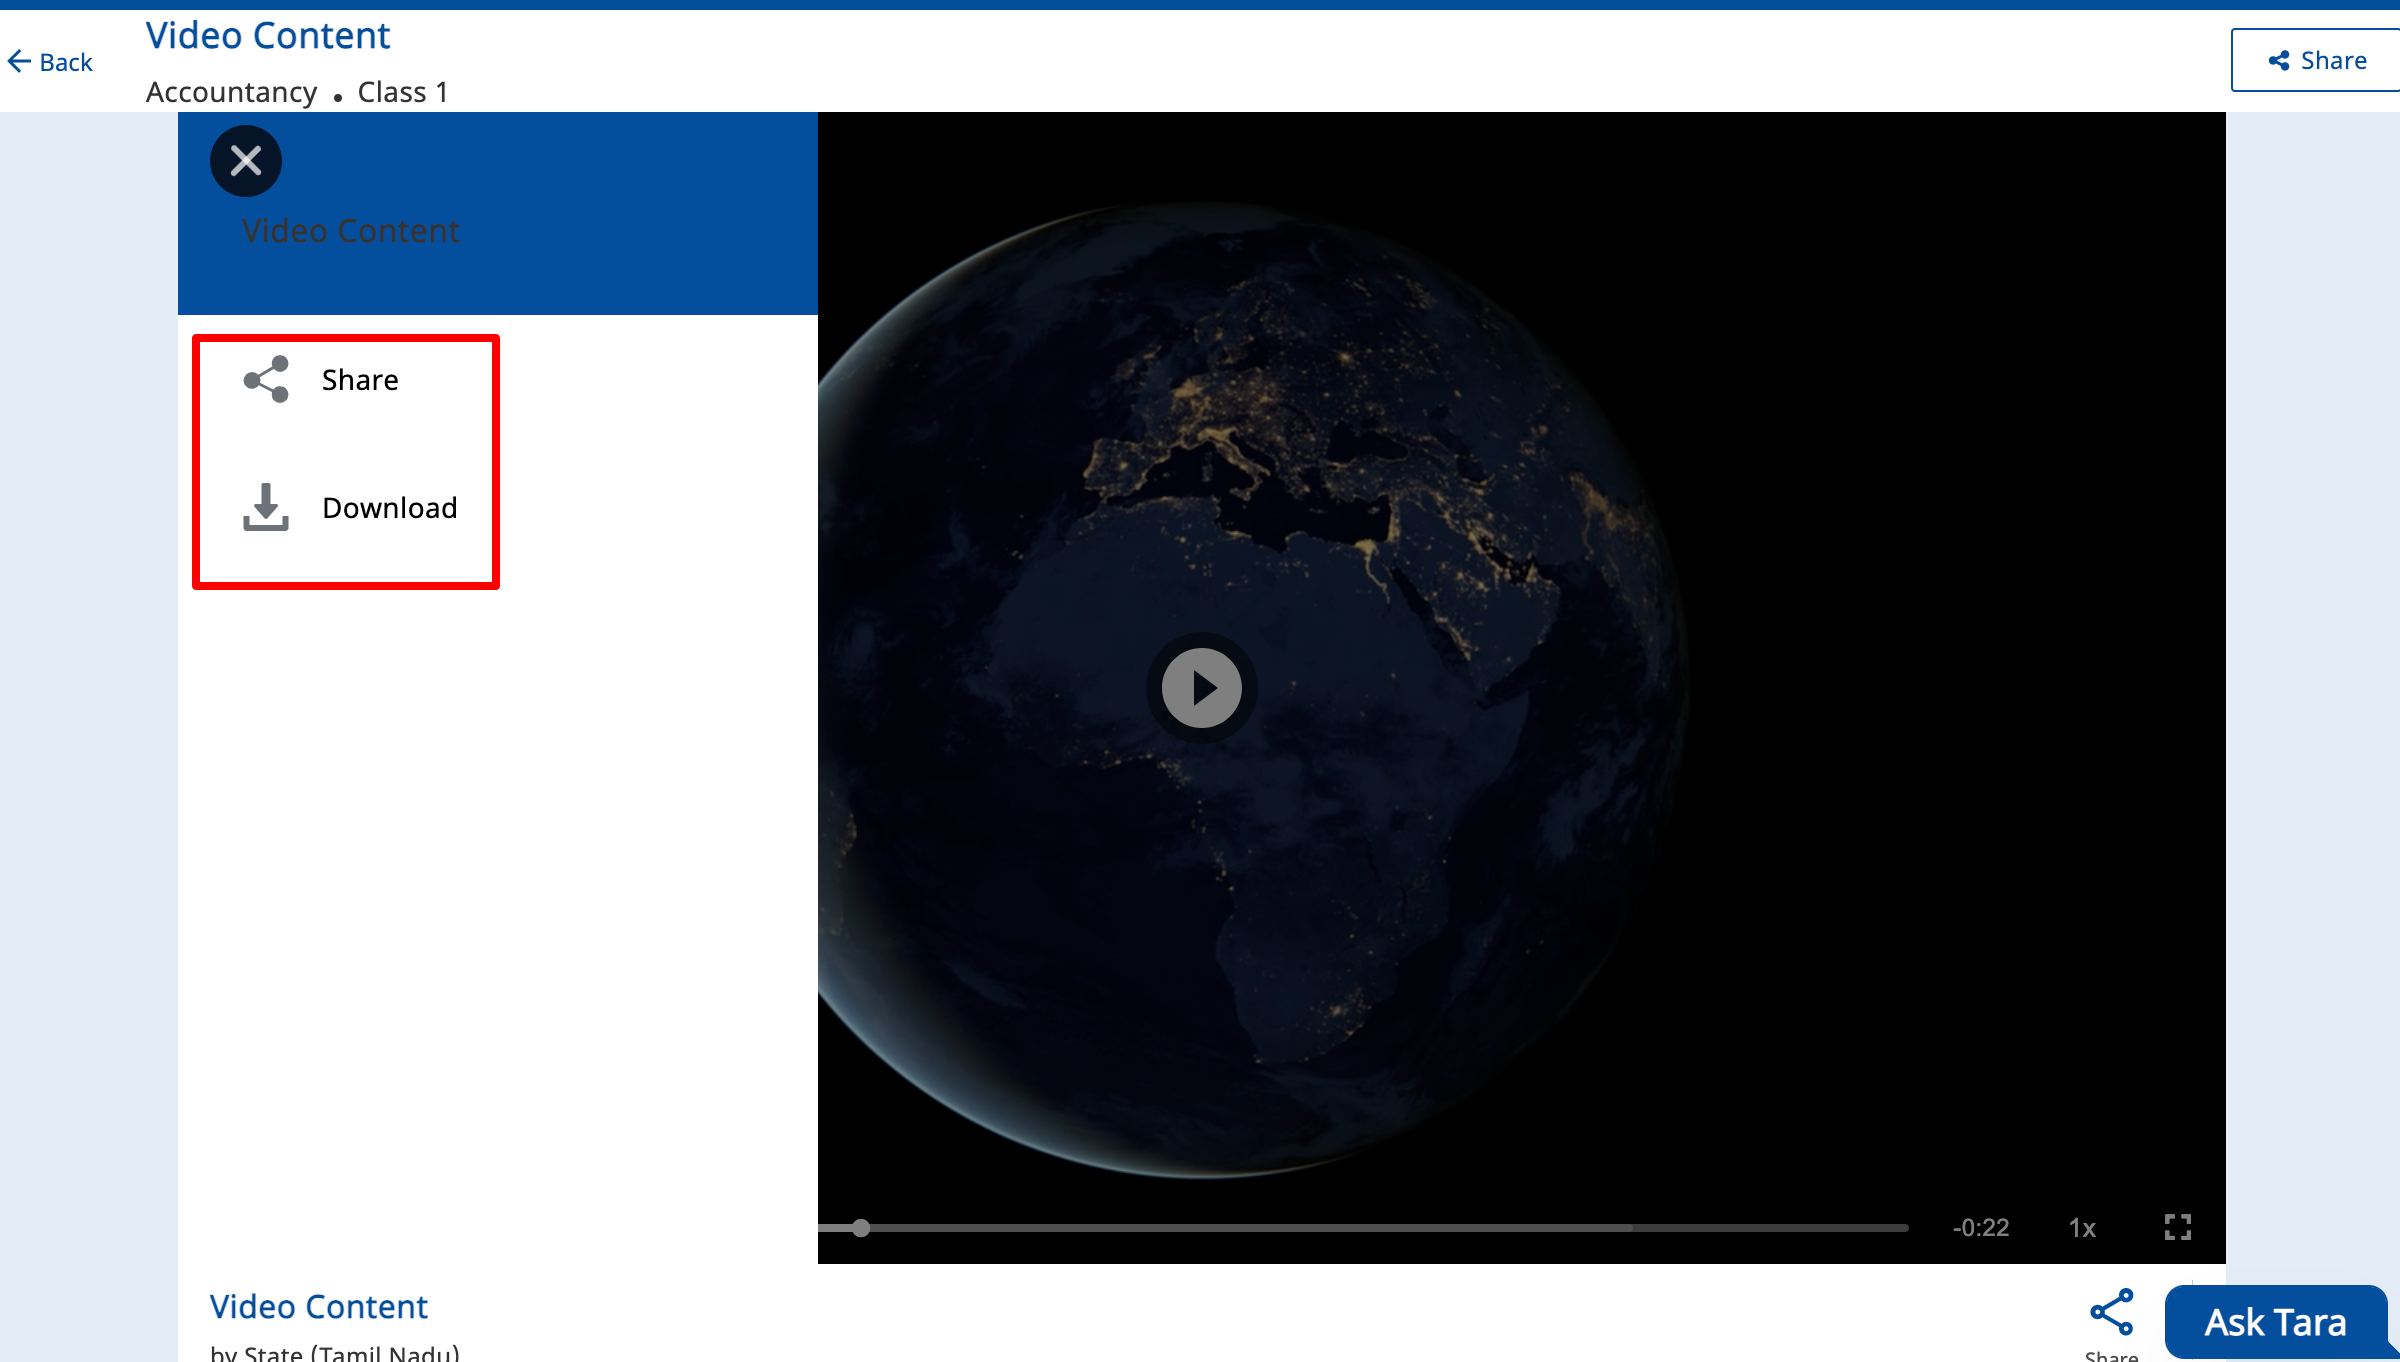 Video Content
Back
Accountancy • Class 1
Share
Video Content
Share
Download
-0:22
1x
Video Content
by State (Tamil Nadu)
Share
Ask Tara